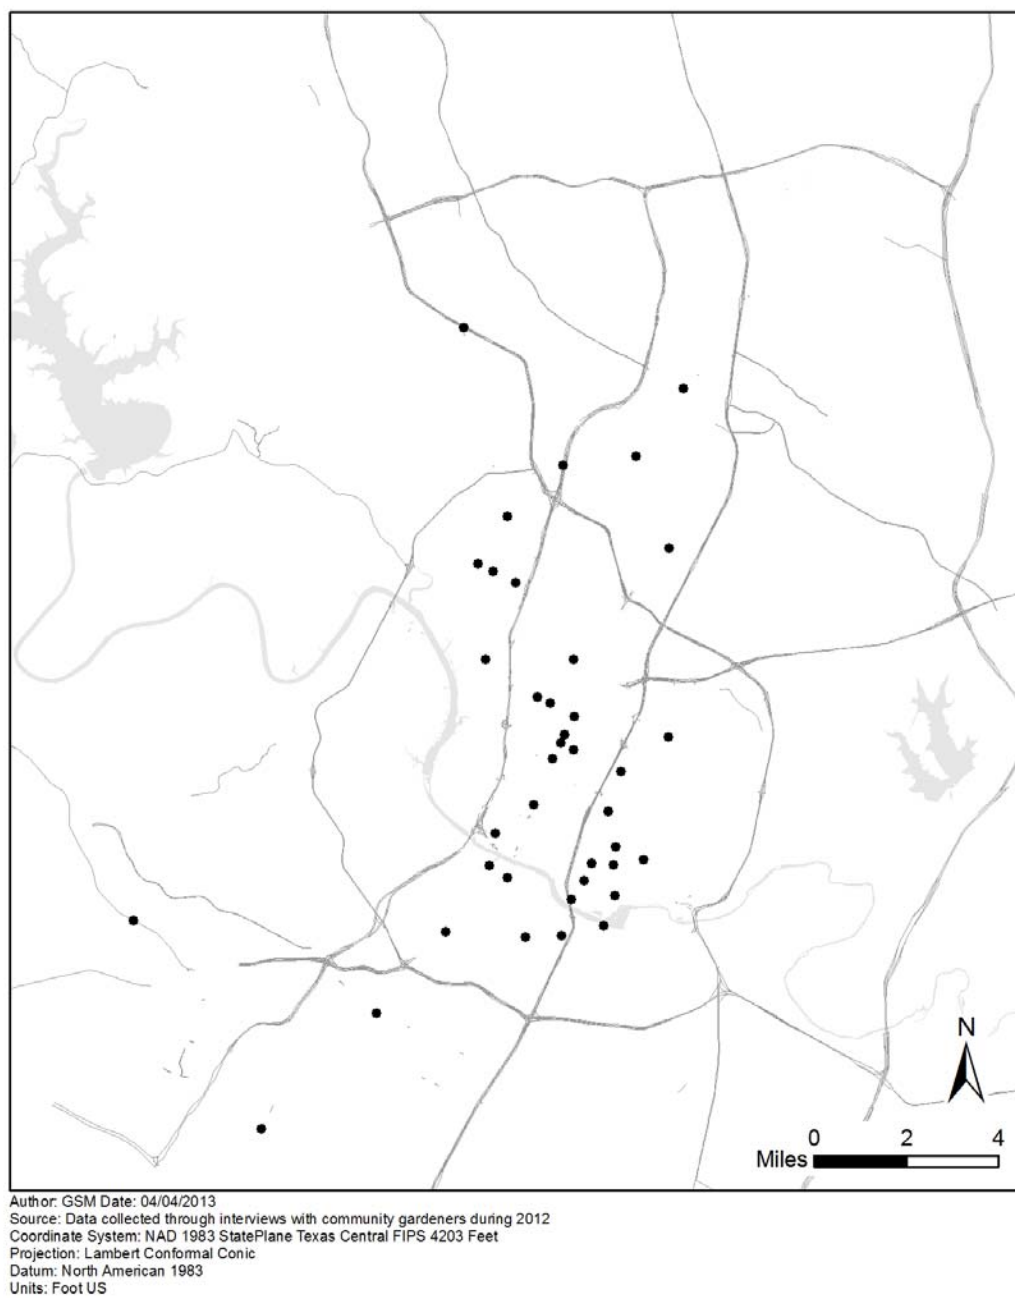 N
0 2 4
Miles
Author: GSM Date: 04/04/2013
Source: Data collected through interviews with community gardeners during 2012
Coordinate System: NAD 1983 StatePlane Texas Central FIPS 4203 Feet
Projection: Lambert Conformal Conic
Datum: North American 1983
Units: Foot US